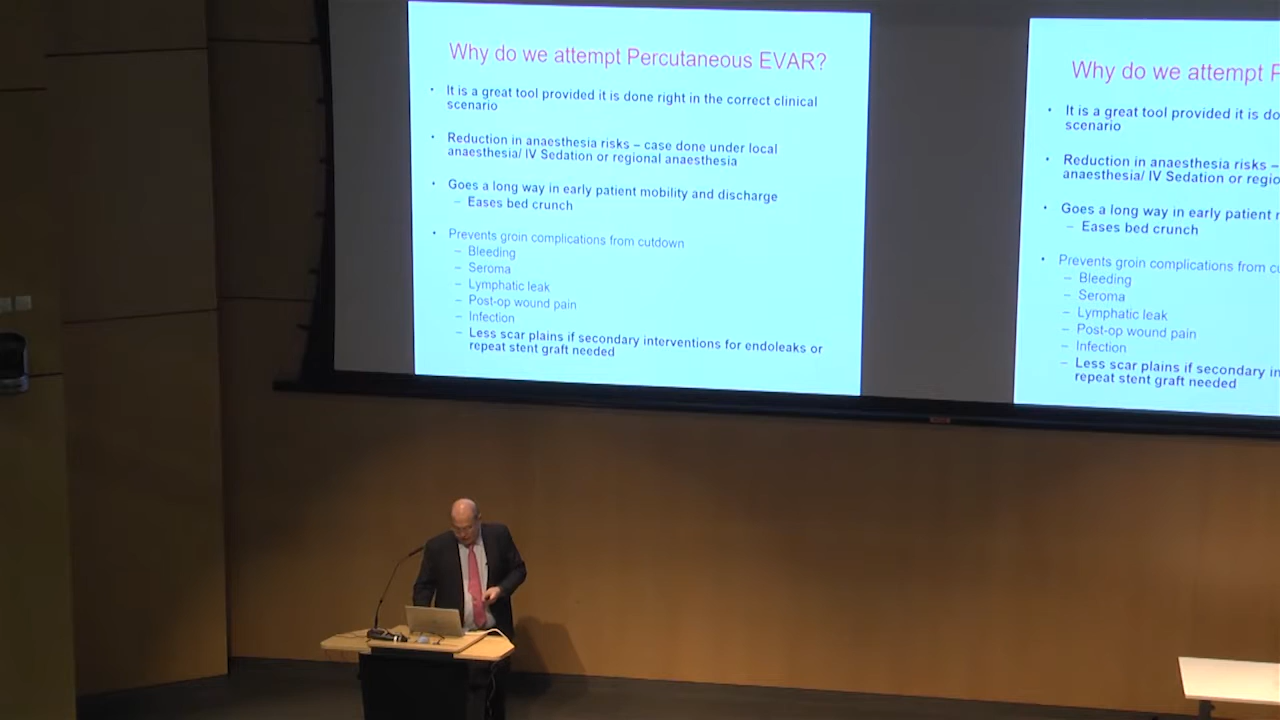 Why do we attempt Percutaneous EVAR?
• It is a great tool provided it is done right in the correct clinical
scenario
• Reduction in anaesthesia risks – case done under local
anaesthesia/ IV Sedation or regional anaesthesia
• Goes a long way in early patient mobility and discharge
– Eases bed crunch
• Prevents groin complications from cutdown
– Bleeding
– Seroma
– Lymphatic leak
– Post-op wound pain
– Infection
– Less scar plains if secondary interventions for endoleaks or
repeat stent graft needed
Why do we attempt
• It is a great tool provided it is
scenario
• Reduction in anaesthesia risks –
anaesthesia/ IV Sedation or
• Goes a long way in early patient
– Eases bed crunch
• Prevents groin complications from
– Bleeding
– Seroma
– Lymphatic leak
– Post-op wound pain
– Infection
– Less scar plains if secondary
repeat stent graft needed